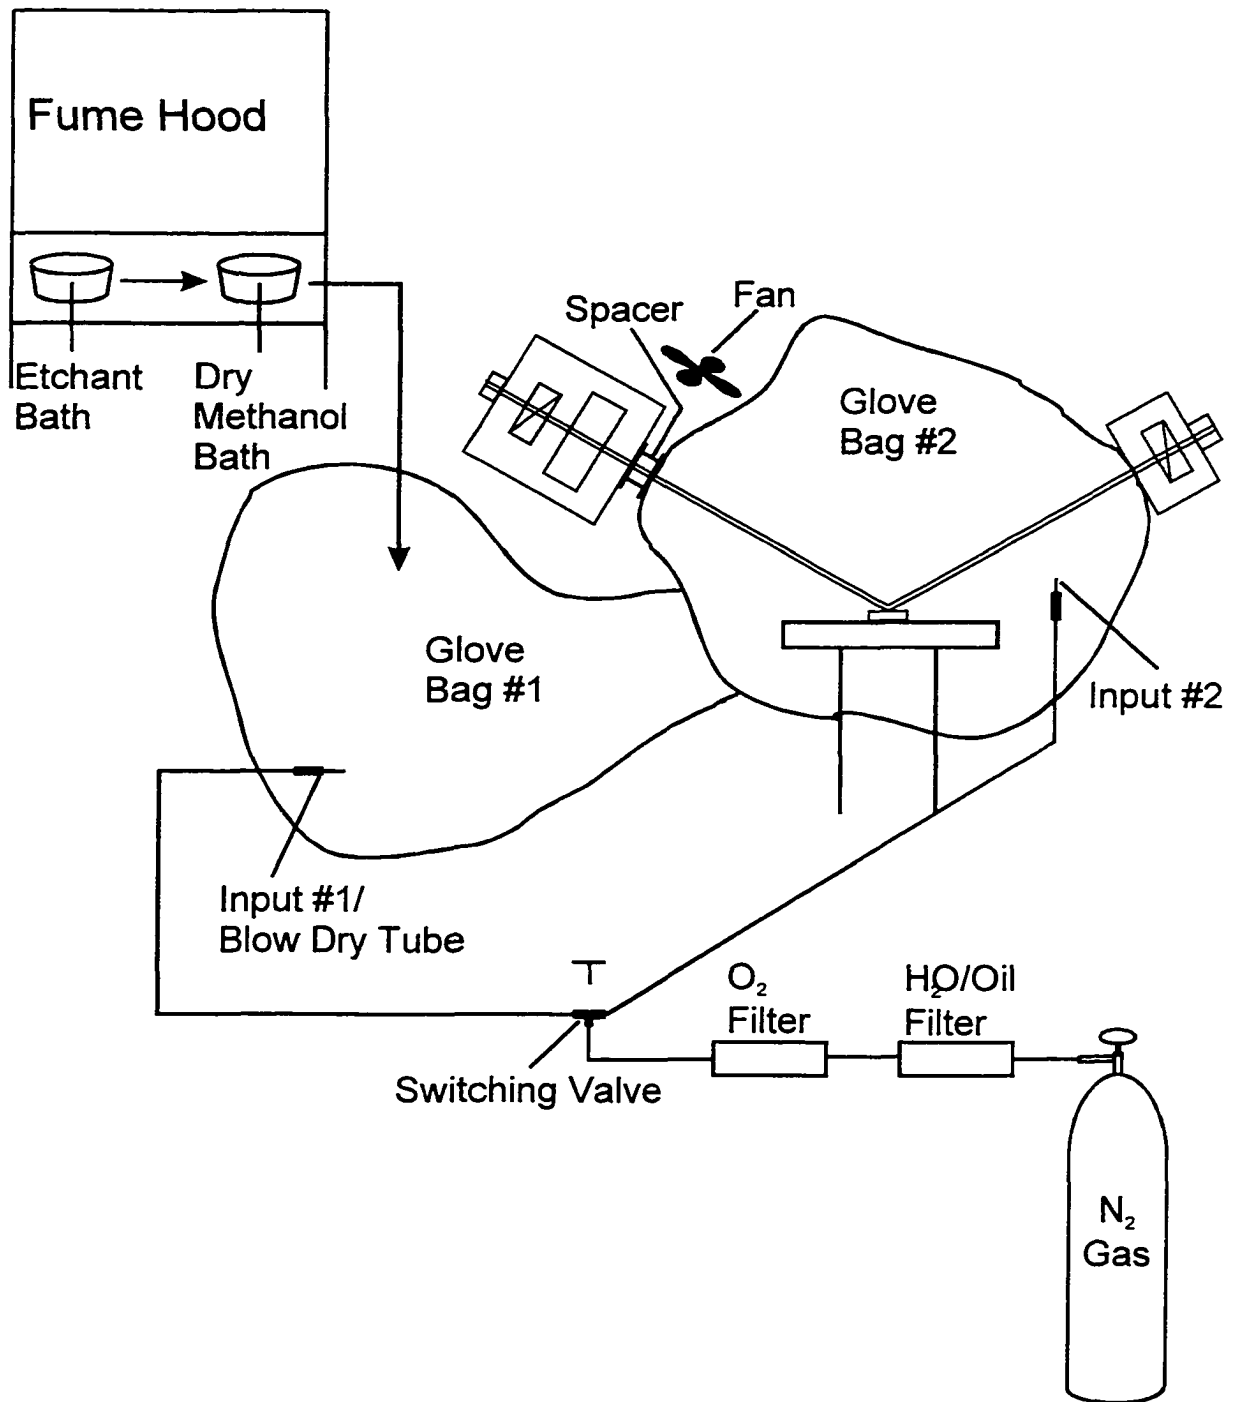 Fume Hood
Etchant
Bath
Dry
Methanol
Bath
Spacer
Fan
Glove
Bag #2
Glove
Bag #1
Input #2
Input #1/
Blow Dry Tube
Switching Valve
O₂
Filter
H₂O/Oil
Filter
N₂
Gas